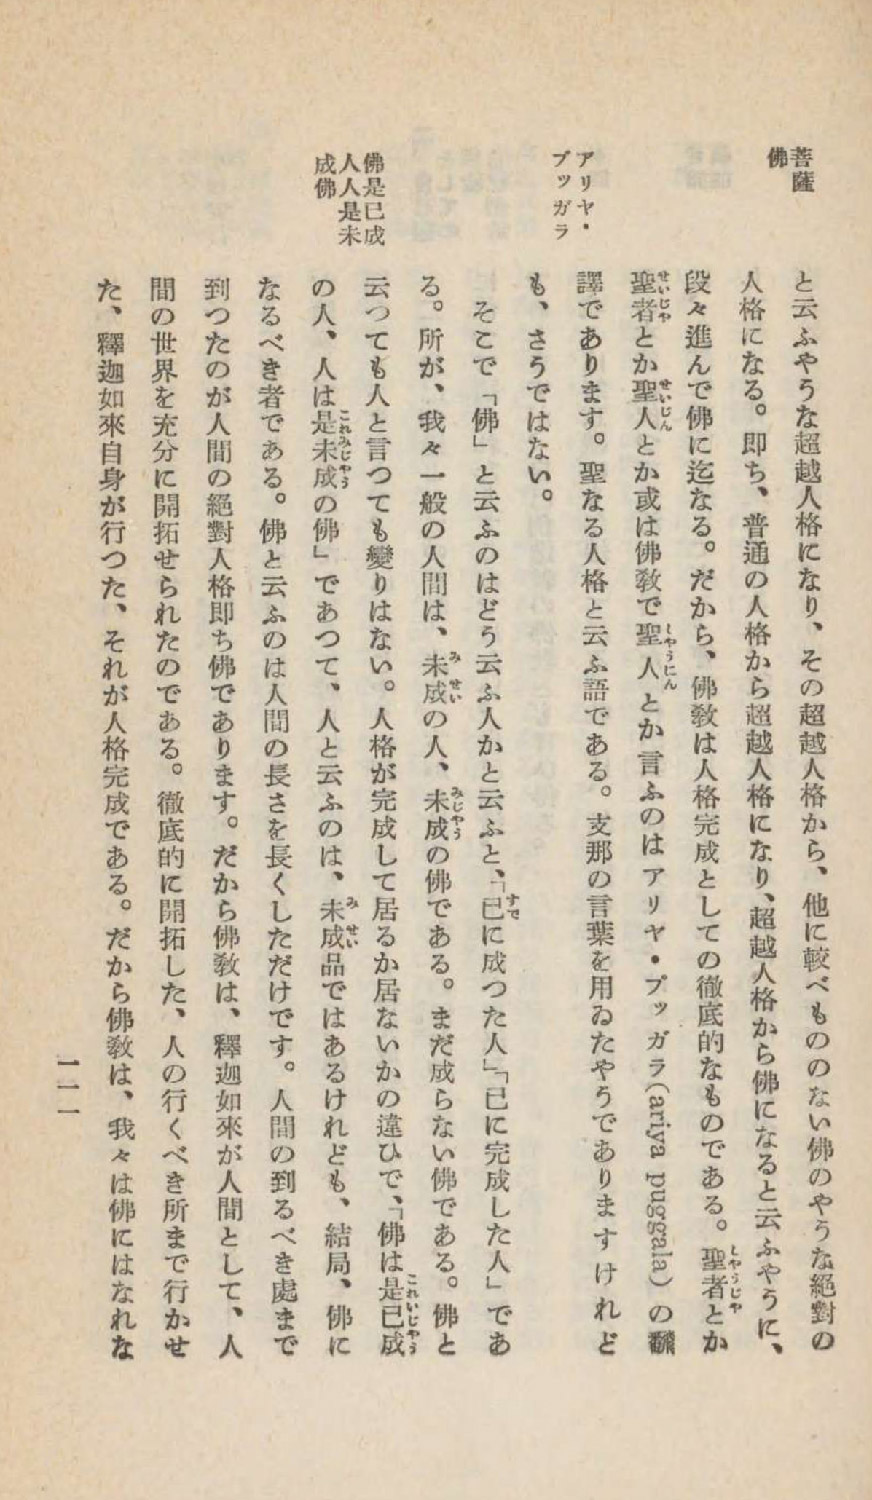 菩薩
佛
アリヤ・
プッガラ
佛是已成
人人是未
成佛
と云ふやうな超越人格になり、その超越人格から、他に較べもののない佛のやうな絕對の
人格になる。卽ち、普通の人格から超越人格になり、超越人格から佛になると云ふやうに、
段々進んで佛に迄なる。だから、佛敎は人格完成としての徹底的なものである。聖者とか
聖者とか聖人とか或は佛敎で聖人とか言ふのはアリヤ・プッガラ(ariya puggala)の飜
譯であります。聖なる人格と云ふ語である。支那の言葉を用ゐたやうでありますけれど
も、さうではない。
そこで「佛」と云ふのはどう云ふ人かと云ふと、「已に成つた人」「已に完成した人」であ
る。所が、我々一般の人間は、未成の人、未成の佛である。まだ成らない佛である。佛と
云つても人と言つても變りはない。人格が完成して居るか居ないかの違ひで、「佛は是已成
の人、人は是未成の佛」であつて、人と云ふのは、未成品ではあるけれども、結局、佛に
なるべき者である。佛と云ふのは人間の長さを長くしただけです。人間の到るべき處まで
到つたのが人間の絕對人格卽ち佛であります。だから佛敎は、釋迦如來が人間として、人
間の世界を充分に開拓せられたのである。徹底的に開拓した、人の行くべき所まで行かせ
た、釋迦如來自身が行つた、それが人格完成である。だから佛敎は、我々は佛にはなれな
一一一